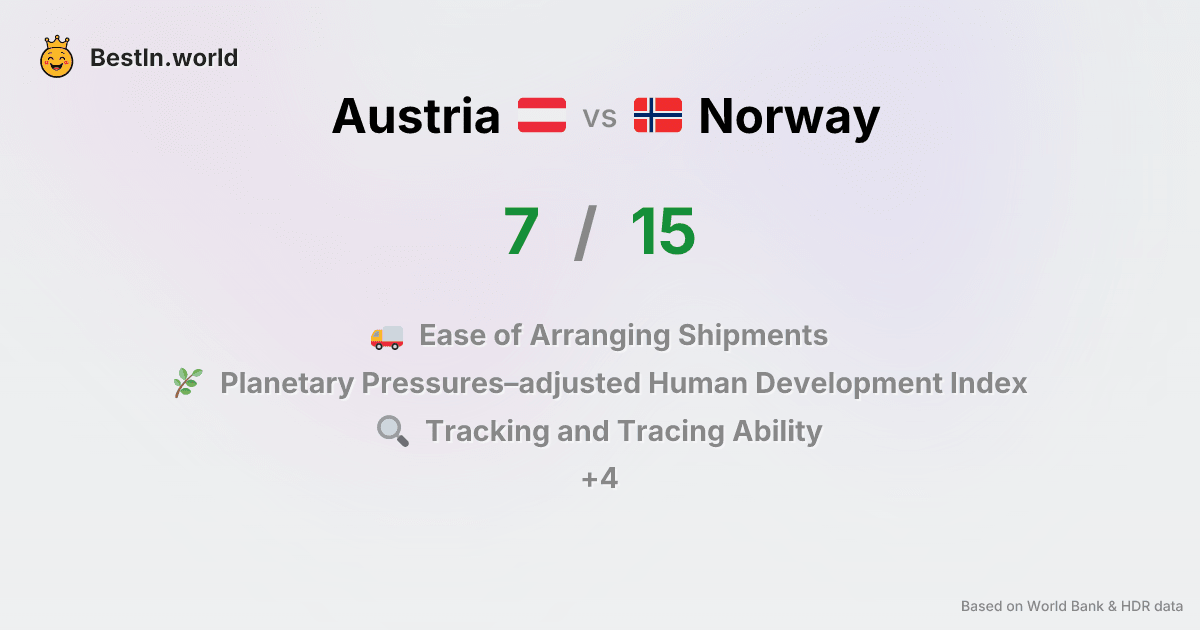 BestIn.world
Austria vs Norway
7 / 15
Ease of Arranging Shipments
Planetary Pressures–adjusted Human Development Index
Tracking and Tracing Ability
+4
Based on World Bank & HDR data